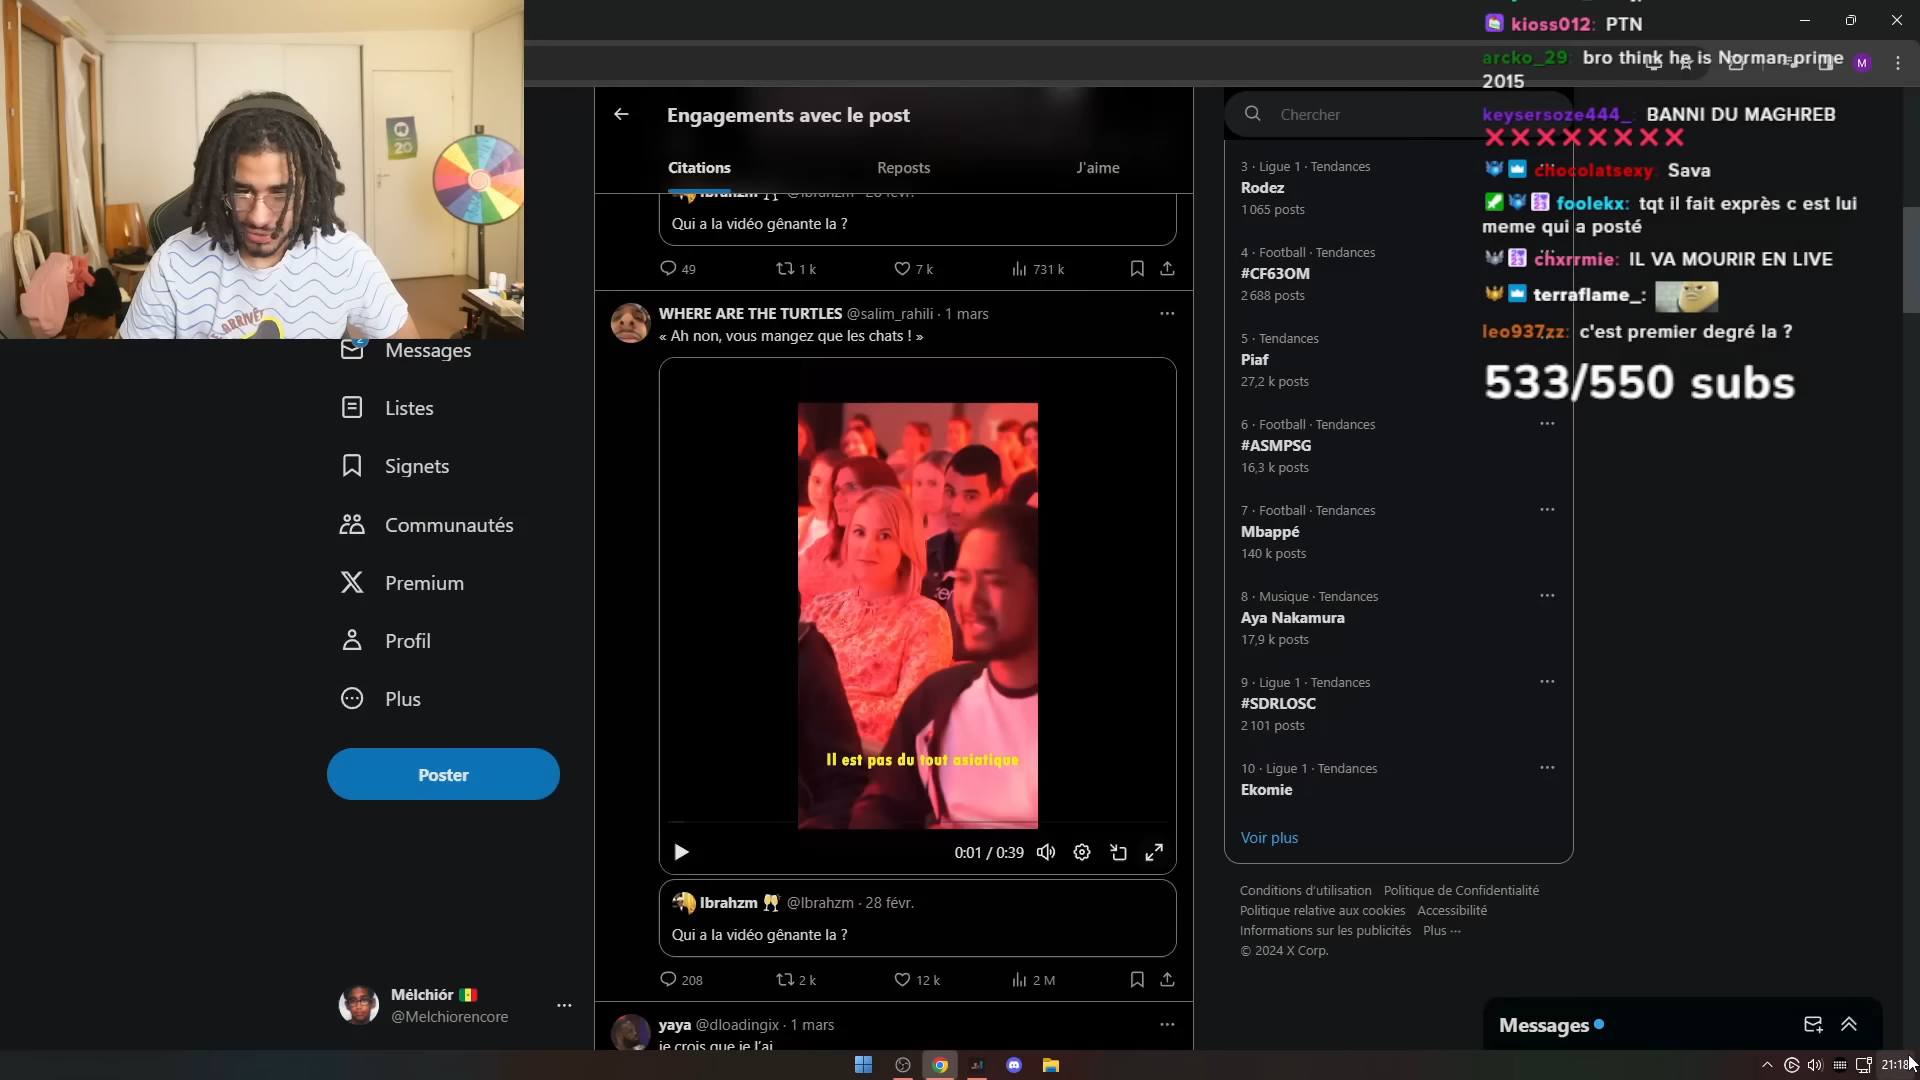 kioss012: PTN
arcko_29: bro think he is Norman prime
2015
keysersoze444_: BANNI DU MAGHREB
chocolatsexy: Sava
foolekx: tqt il fait exprès c est lui
meme qui a posté
chxrrmie: IL VA MOURIR EN LIVE
terraflame_:
leo937zz: c'est premier degré la ?
533/550 subs
20
ARRIVÉ
Messages
2
Listes
Signets
Communautés
Premium
Profil
Plus
Poster
Mélchiór
@Melchiorencore
Engagements avec le post
Citations
Reposts
J'aime
Ibrahzm @Ibrahzm · 28 févr.
Qui a la vidéo gênante la ?
49
1 k
7 k
731 k
WHERE ARE THE TURTLES @salim_rahili · 1 mars
« Ah non, vous mangez que les chats ! »
Il est pas du tout asiatique
0:01 / 0:39
Ibrahzm @Ibrahzm · 28 févr.
Qui a la vidéo gênante la ?
208
2 k
12 k
2 M
yaya @dloadingix · 1 mars
je crois que je l'ai
Chercher
3 · Ligue 1 · Tendances
Rodez
1 065 posts
4 · Football · Tendances
#CF63OM
2 688 posts
5 · Tendances
Piaf
27,2 k posts
6 · Football · Tendances
#ASMPSG
16,3 k posts
7 · Football · Tendances
Mbappé
140 k posts
8 · Musique · Tendances
Aya Nakamura
17,9 k posts
9 · Ligue 1 · Tendances
#SDRLOSC
2 101 posts
10 · Ligue 1 · Tendances
Ekomie
Voir plus
Conditions d'utilisation Politique de Confidentialité
Politique relative aux cookies Accessibilité
Informations sur les publicités Plus ···
© 2024 X Corp.
Messages
M
21:18